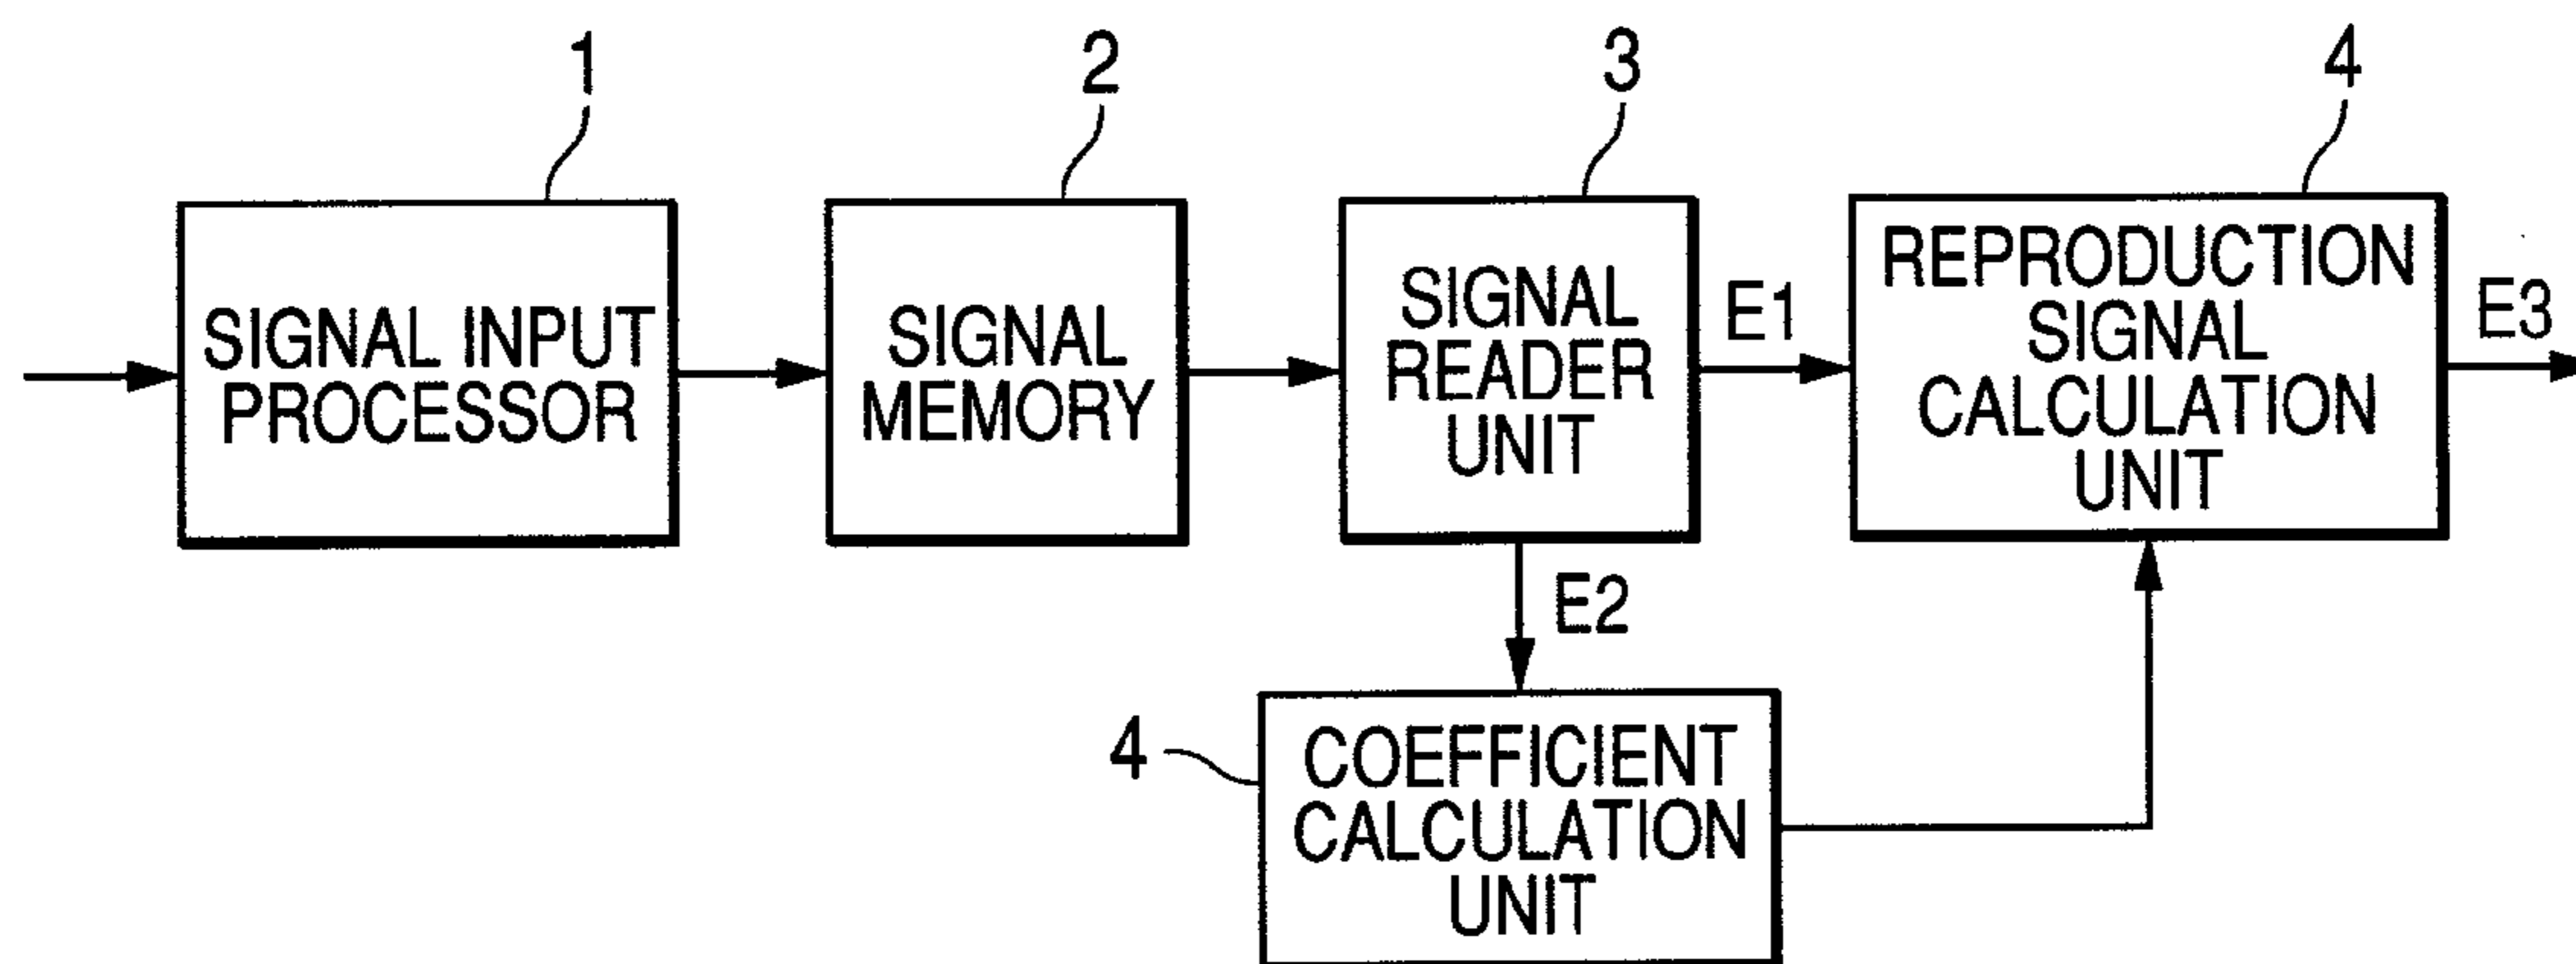 1
2
3
4
SIGNAL INPUT
PROCESSOR
SIGNAL
MEMORY
SIGNAL
READER
UNIT
E1
REPRODUCTION
SIGNAL
CALCULATION
UNIT
E3
E2
4
COEFFICIENT
CALCULATION
UNIT